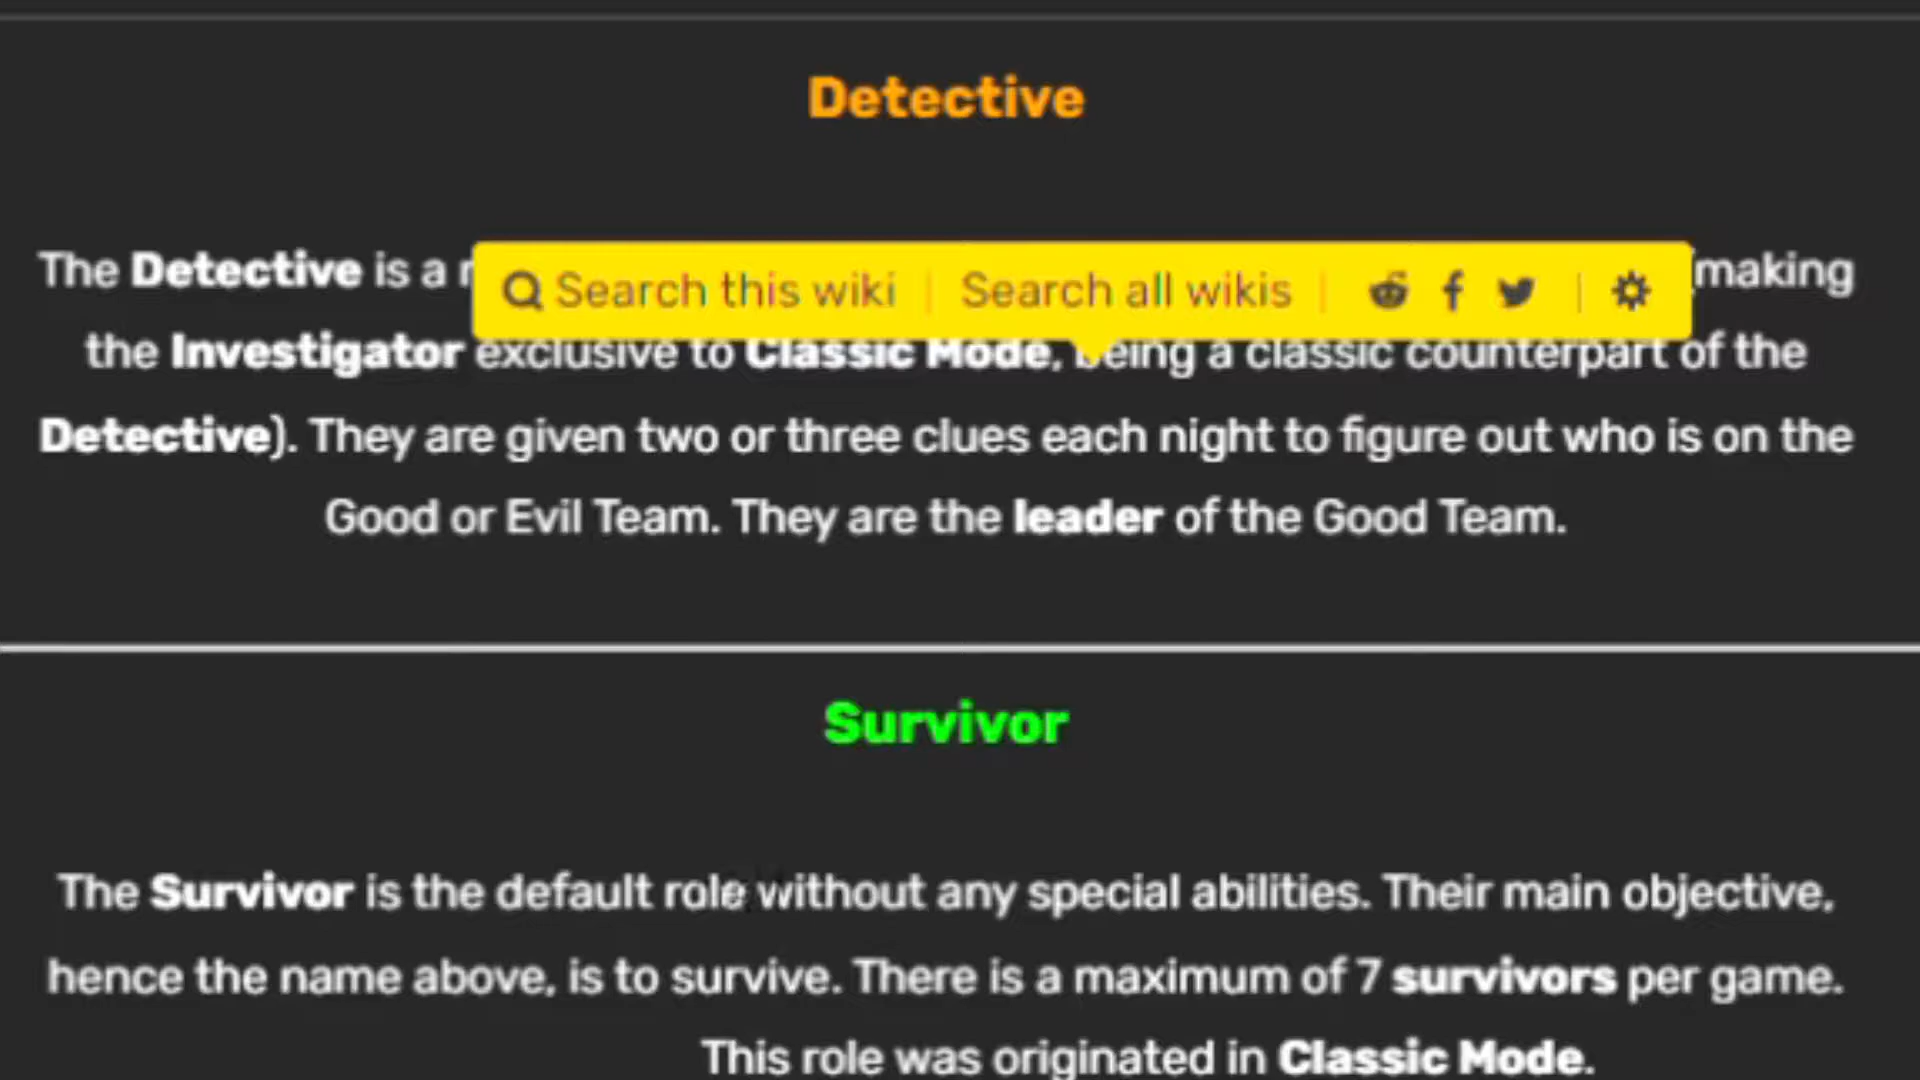 Detective
The Detective is a
Search this wiki | Search all wikis
(making
the Investigator exclusive to Classic Mode, being a classic counterpart of the
Detective). They are given two or three clues each night to figure out who is on the
Good or Evil Team. They are the leader of the Good Team.
Survivor
The Survivor is the default role without any special abilities. Their main objective,
hence the name above, is to survive. There is a maximum of 7 survivors per game.
This role was originated in Classic Mode.